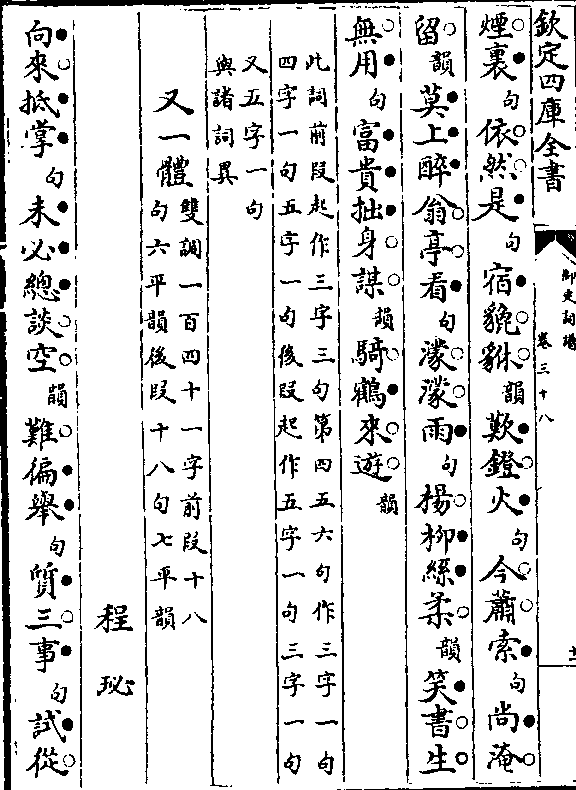 欽定四庫全書
御定詞譜
卷三十八
煙裏句依然是句宿貔貅韻歎鐙火句今蕭索句尚淹
留韻莫上醉翁亭看句濛濛雨句楊柳絲柔韻笑書生
無用句富貴拙身謀韻騎鶴來遊韻
此詞前段起作三字三句第四五六句作三字一句
四字一句五字一句後段起作五字一句三字一句
又五字一句
與諸詞異
又一體
雙調一百四十一字前段十八
句六平韻後段十八句七平韻
程珌
向來抵掌句未必總談空韻難徧舉句質三事句試從